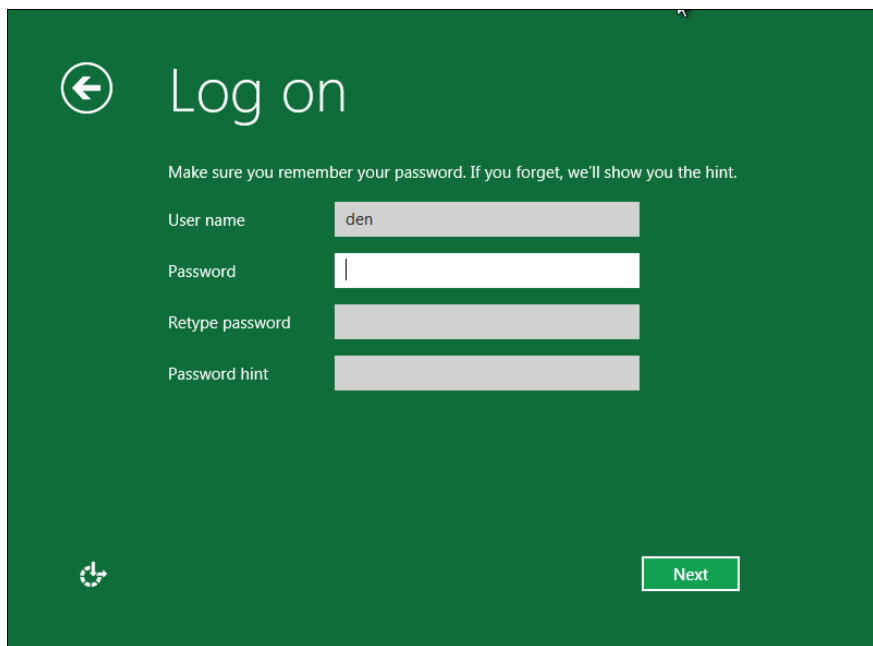 Log on
Make sure you remember your password. If you forget, we'll show you the hint.
User name
den
Password
Retype password
Password hint
Next